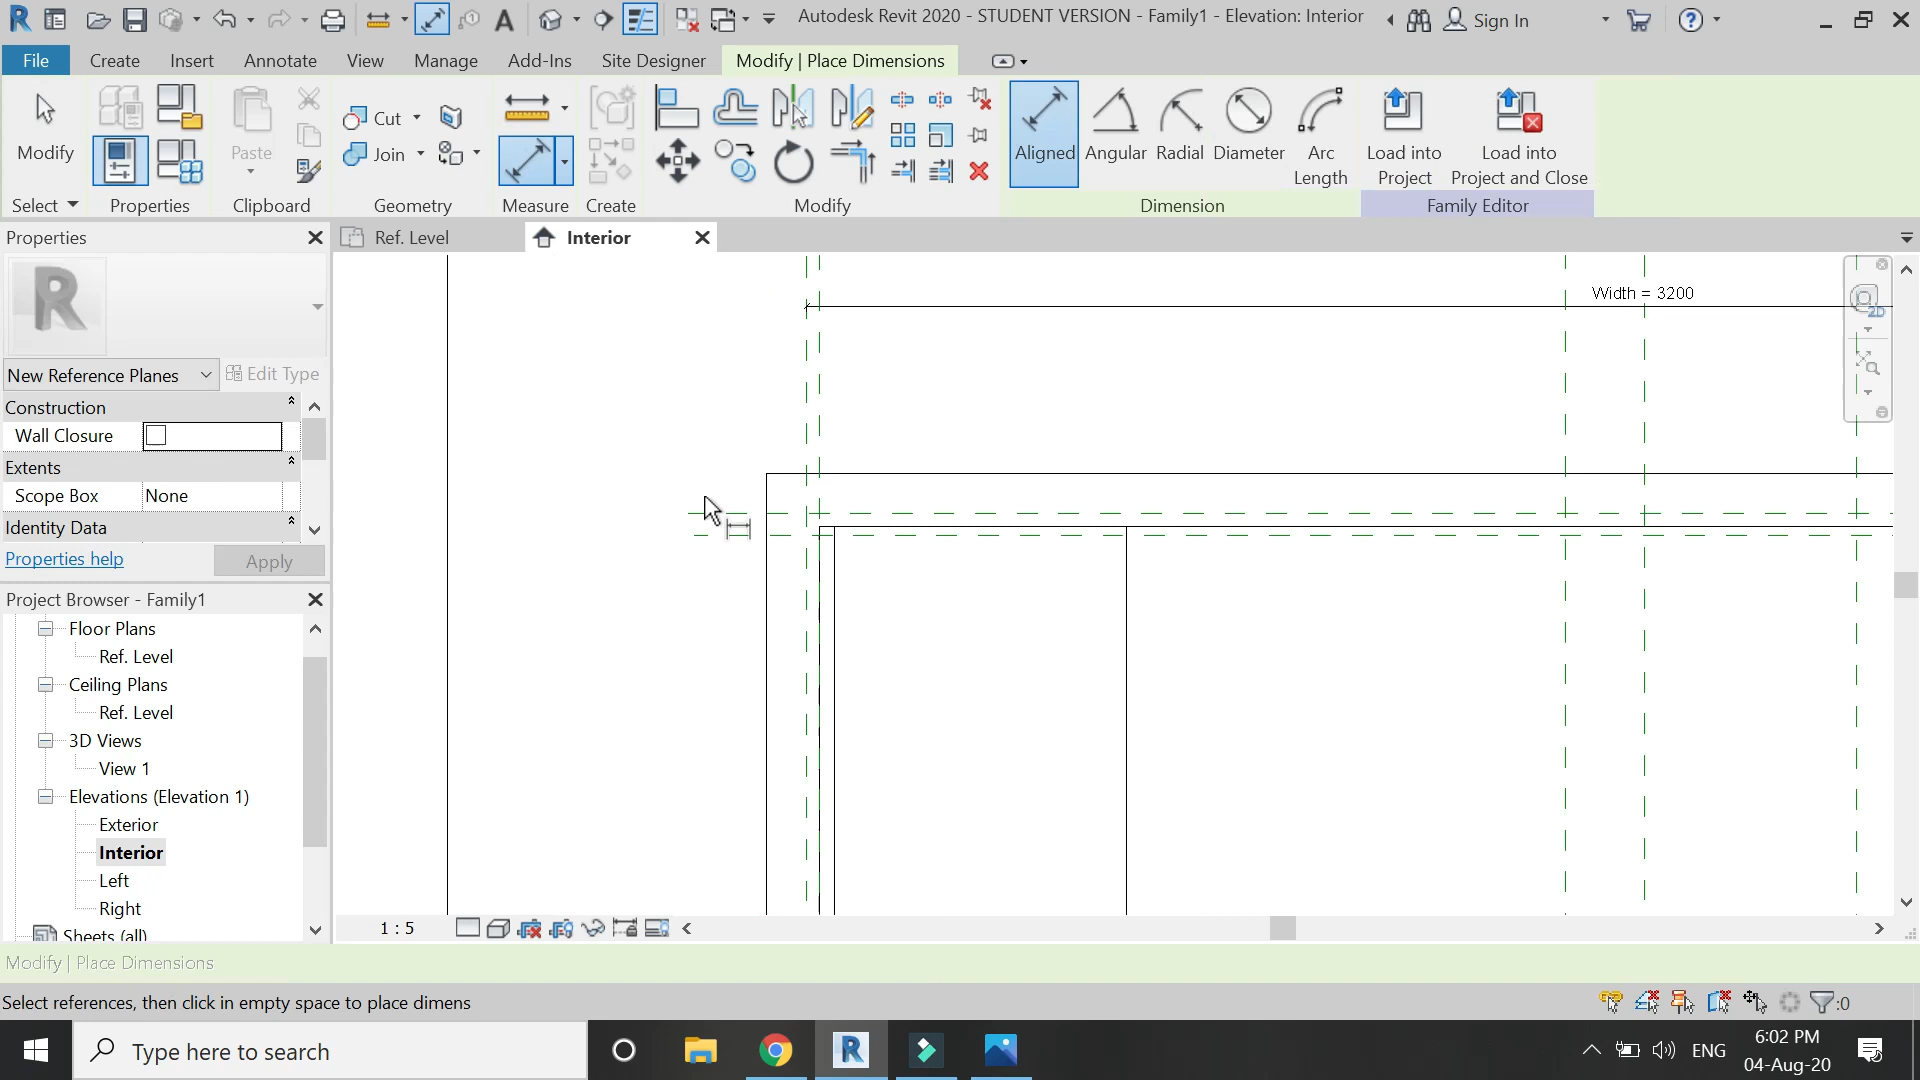 Autodesk Revit 2020 - STUDENT VERSION - Family1 - Elevation: Interior
Sign In
File
Create
Insert
Annotate
View
Manage
Add-Ins
Site Designer
Modify | Place Dimensions
Modify
Paste
Cut
Join
Aligned
Angular
Radial
Diameter
Arc
Length
Load into
Project
Load into
Project and Close
Select
Properties
Clipboard
Geometry
Measure
Create
Modify
Dimension
Family Editor
Properties
Ref. Level
Interior
R
New Reference Planes
Edit Type
Construction
Wall Closure
Extents
Scope Box
None
Identity Data
Properties help
Apply
Project Browser - Family1
Floor Plans
Ref. Level
Ceiling Plans
Ref. Level
3D Views
View 1
Elevations (Elevation 1)
Exterior
Interior
Left
Right
Sheets (all)
Width = 3200
2D
1 : 5
Modify | Place Dimensions
Select references, then click in empty space to place dimens
:0
Type here to search
ENG
6:02 PM
04-Aug-20